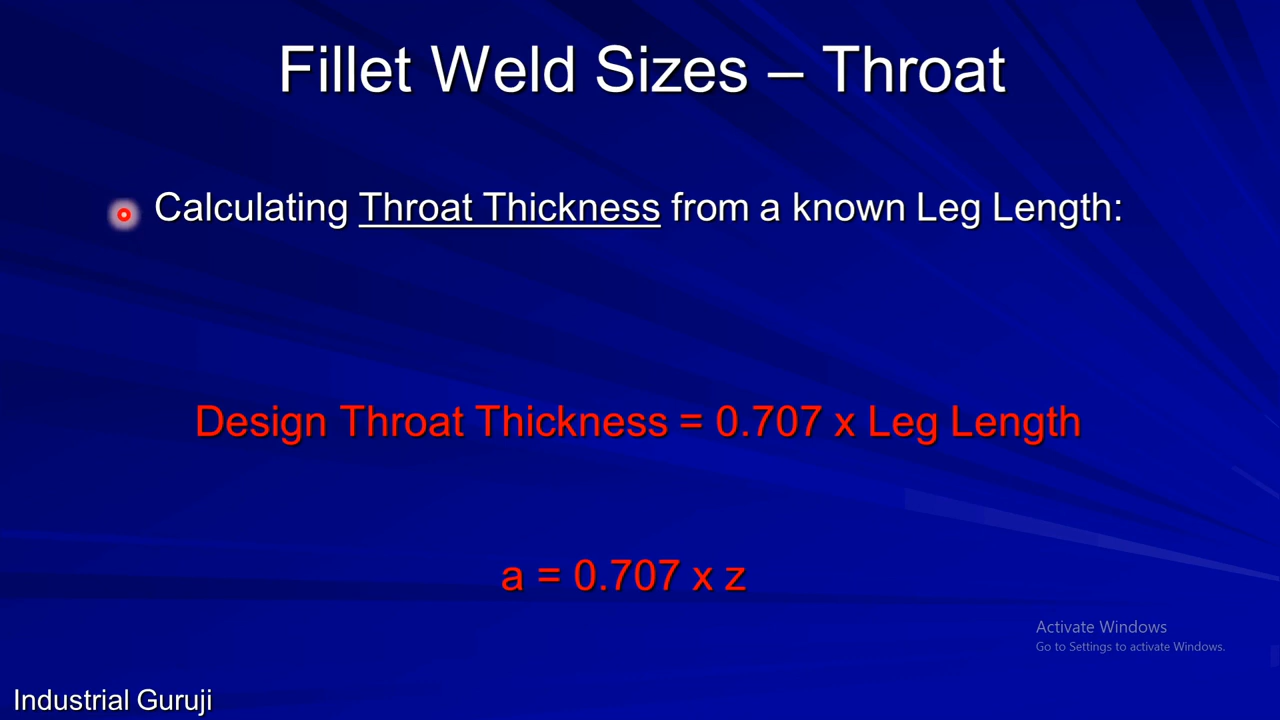 Fillet Weld Sizes – Throat
Calculating Throat Thickness from a known Leg Length:
Design Throat Thickness = 0.707 x Leg Length
a = 0.707 x z
Activate Windows
Go to Settings to activate Windows.
Industrial Guruji